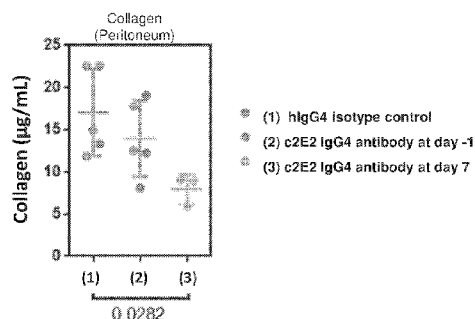 Collagen
(Peritoneum)
Collagen (μg/mL)
25
20
15
10
5
0
(1) (2) (3)
0.0282
(1) hIgG4 isotype control
(2) c2E2 IgG4 antibody at day -1
(3) c2E2 IgG4 antibody at day 7